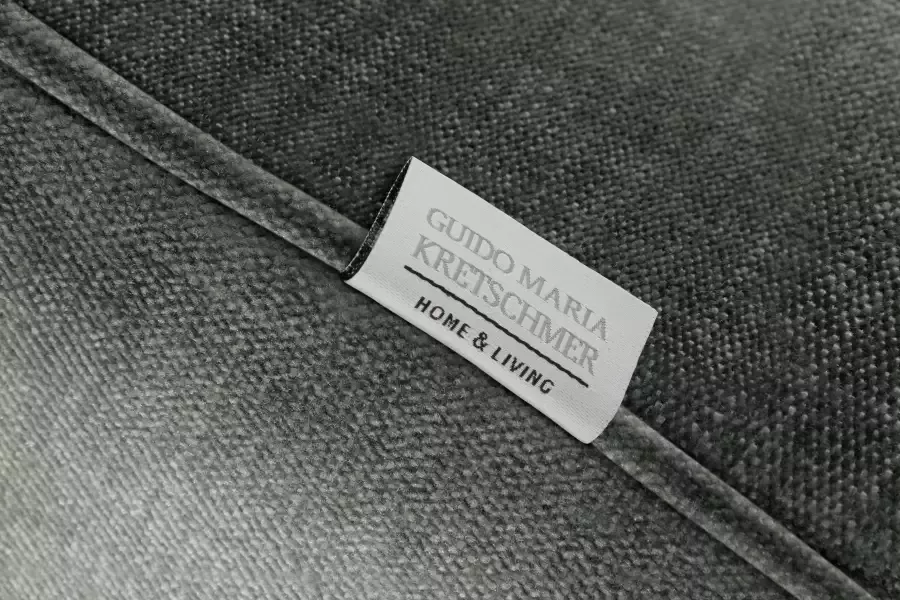 GUIDO MARIA
KRETSCHMER
HOME & LIVING